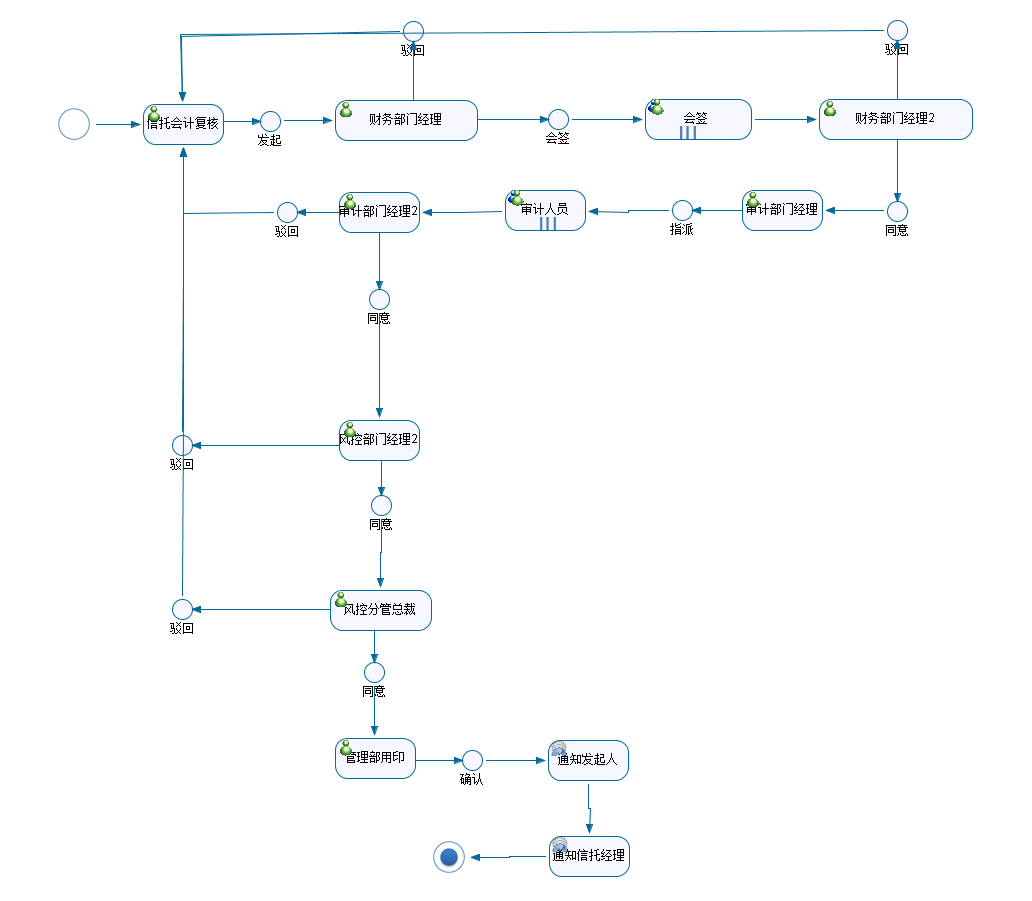 驳回
驳回
信托会计复核
发起
财务部门经理
会签
会签
财务部门经理2
驳回
审计部门经理2
审计人员
指派
审计部门经理
同意
同意
风控部门经理2
驳回
同意
风控分管总裁
驳回
同意
管理部用印
确认
通知发起人
通知信托经理